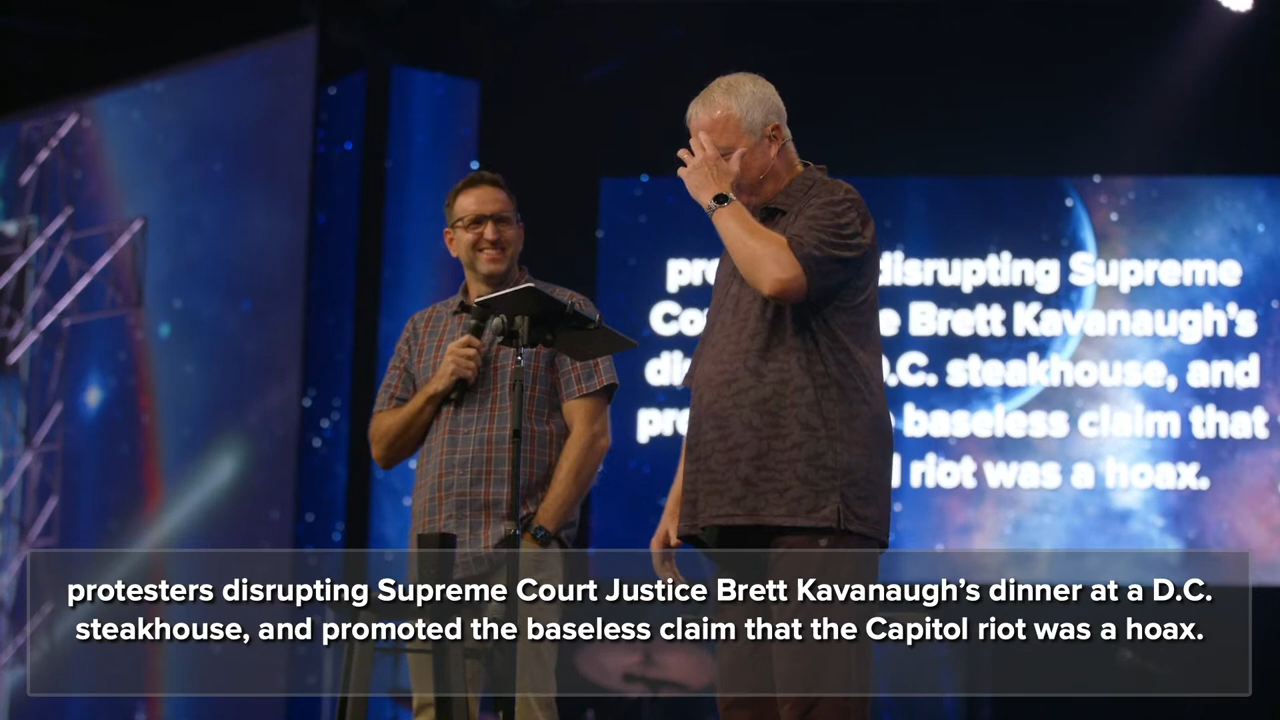 disrupting Supreme
Brett Kavanaugh's
steakhouse, and
baseless claim that
riot was a hoax.
protesters disrupting Supreme Court Justice Brett Kavanaugh’s dinner at a D.C.
steakhouse, and promoted the baseless claim that the Capitol riot was a hoax.